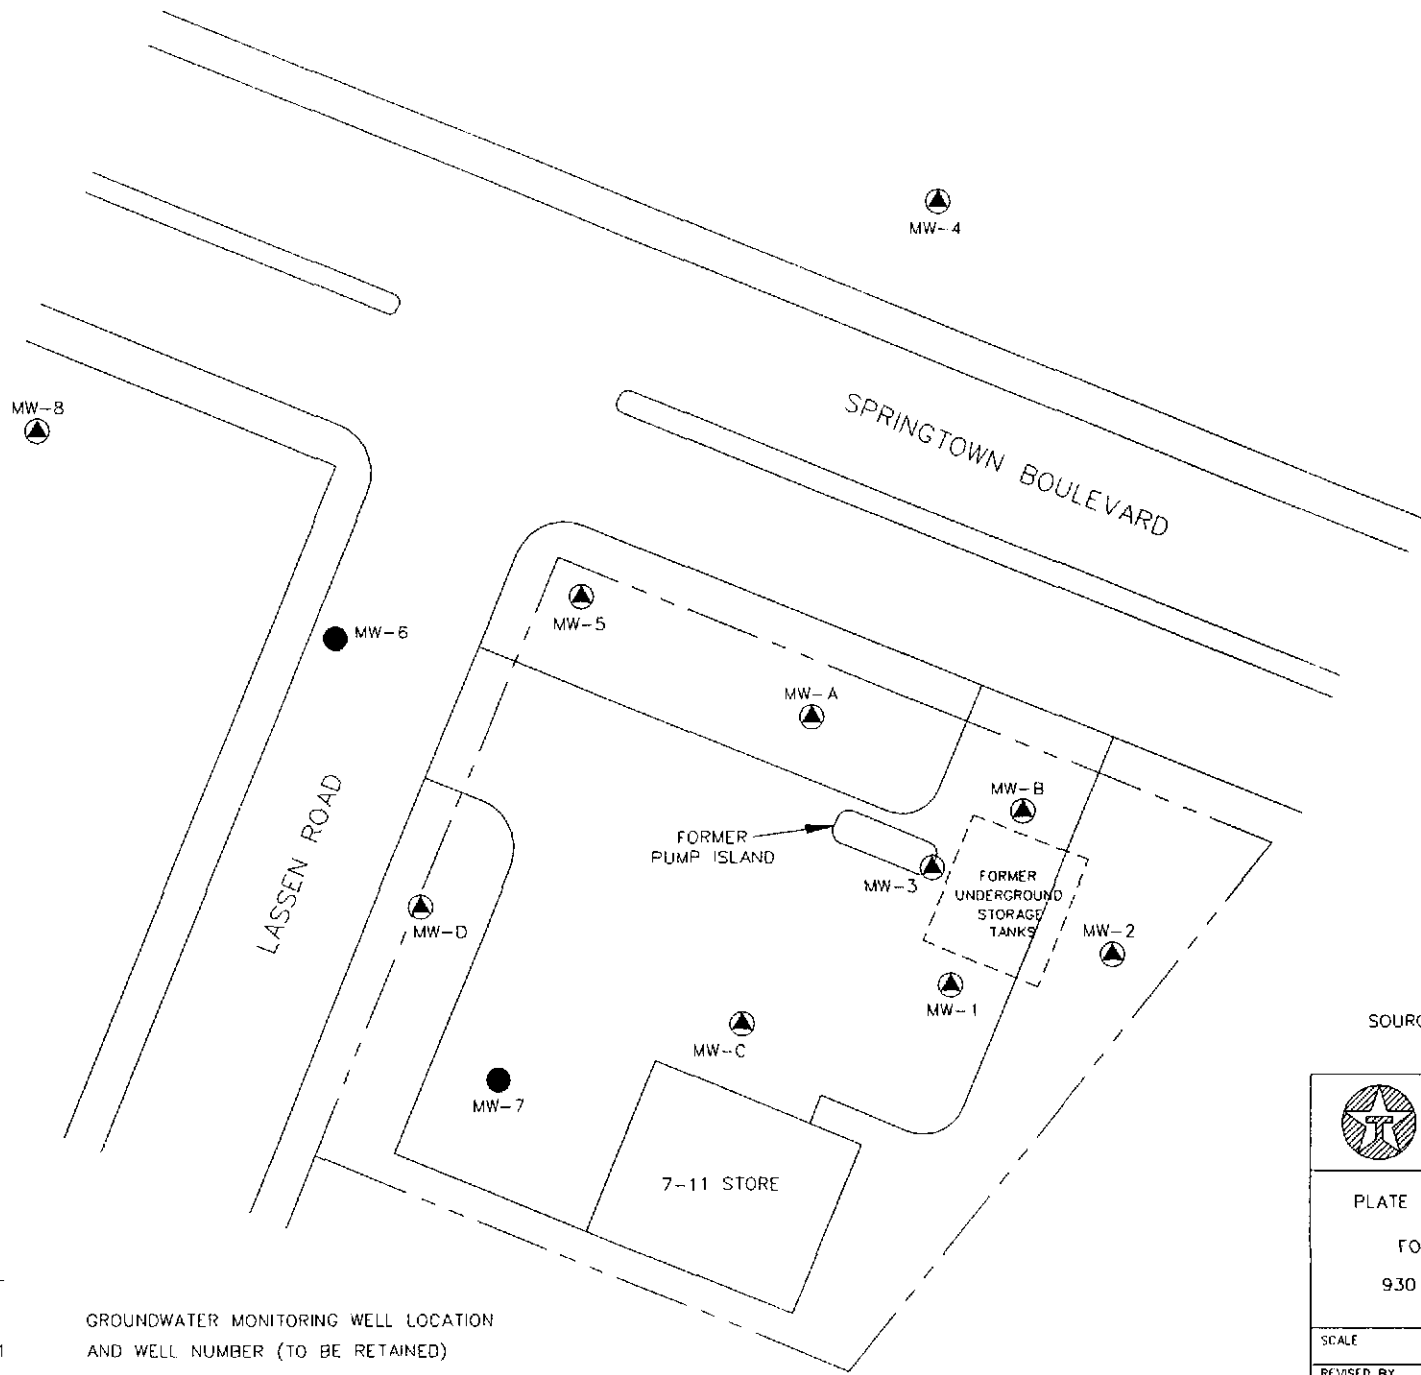 MW-4
MW-8
SPRINGTOWN BOULEVARD
MW-5
MW-6
MW-A
MW-B
LASSEN ROAD
FORMER
PUMP ISLAND
MW-3
FORMER
UNDERGROUND
STORAGE
TANKS
MW-D
MW-2
MW-1
MW-C
MW-7
7-11 STORE
T
PLATE
930
SCALE
REVISED BY
GROUNDWATER MONITORING WELL LOCATION
AND WELL NUMBER (TO BE RETAINED)